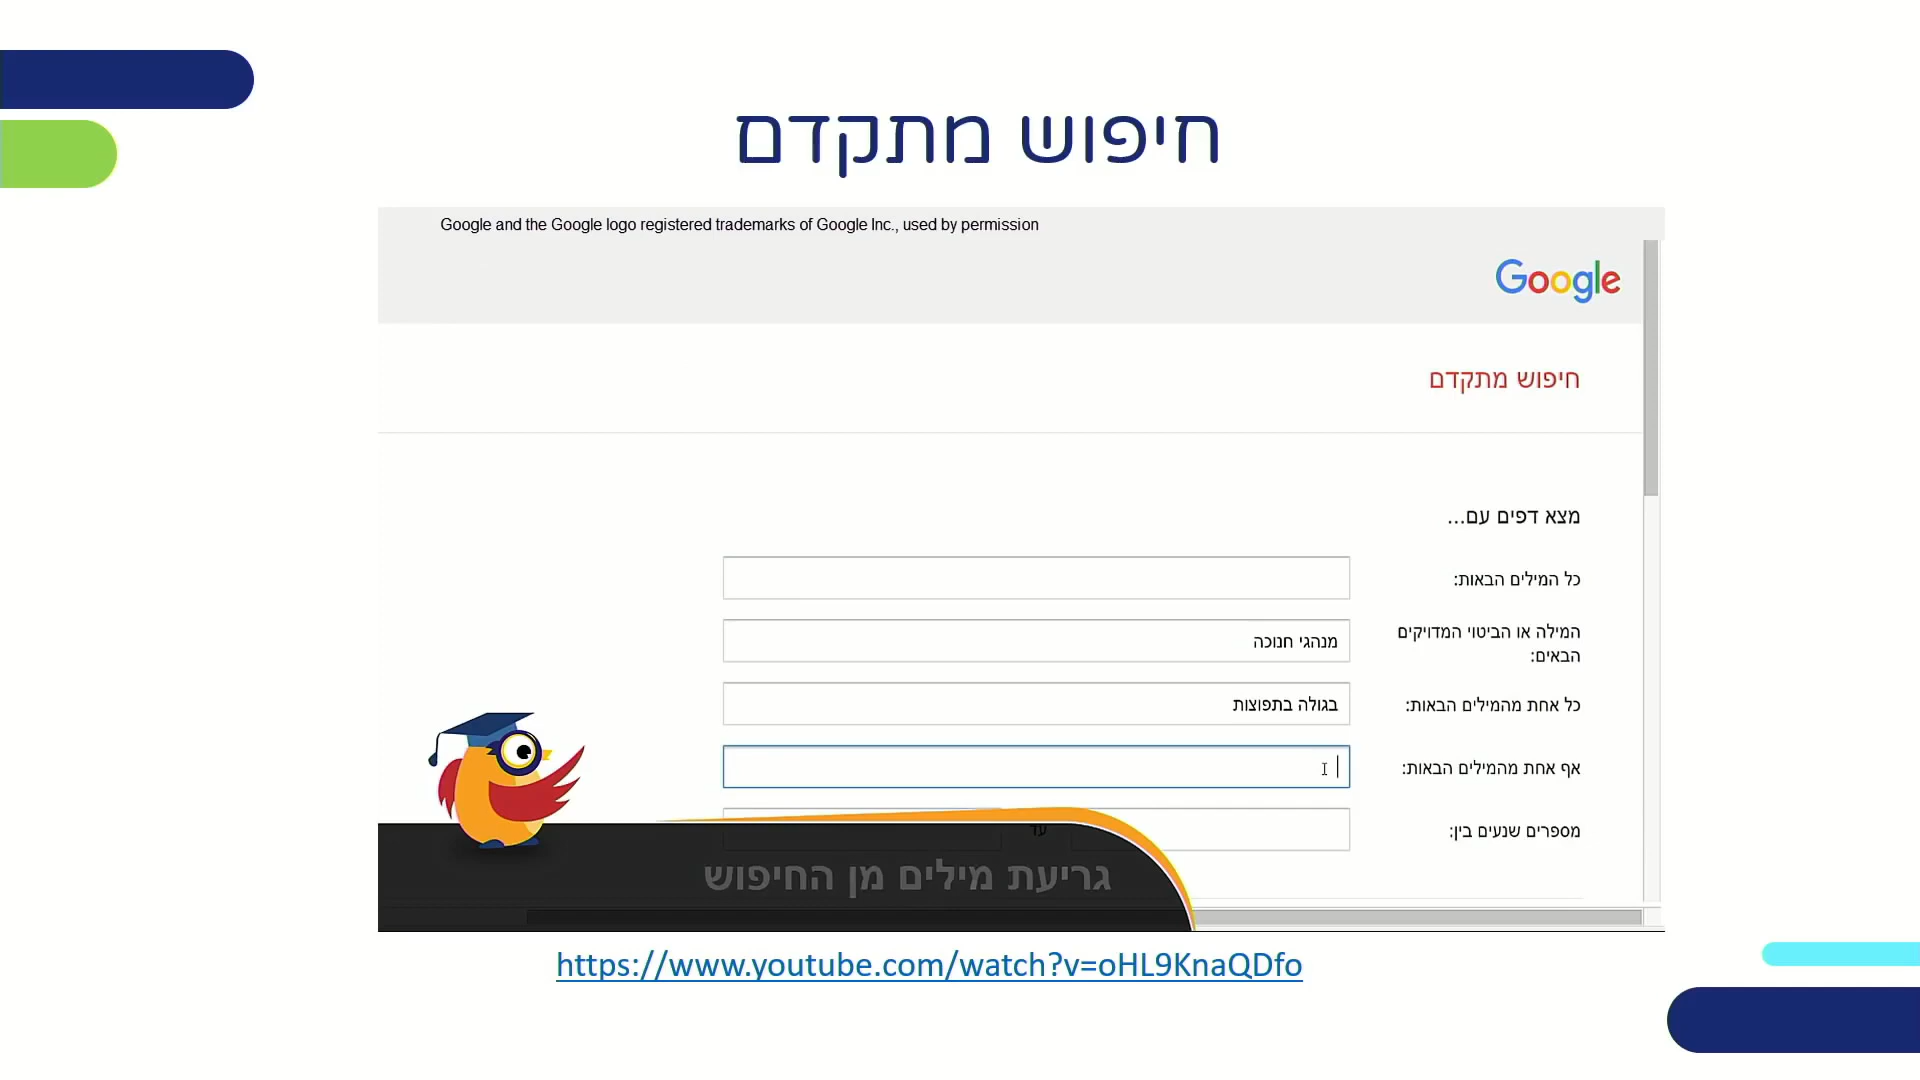 חיפוש מתקדם
Google and the Google logo registered trademarks of Google Inc., used by permission
Google
חיפוש מתקדם
מצא דפים עם...
כל המילים הבאות:
המילה או הביטוי המדויקים
הבאים:
מנהגי חנוכה
כל אחת מהמילים הבאות:
בגולה בתפוצות
אף אחת מהמילים הבאות:
מספרים שנעים בין:
עד
גריעת מילים מן החיפוש
https://www.youtube.com/watch?v=oHL9KnaQDfo